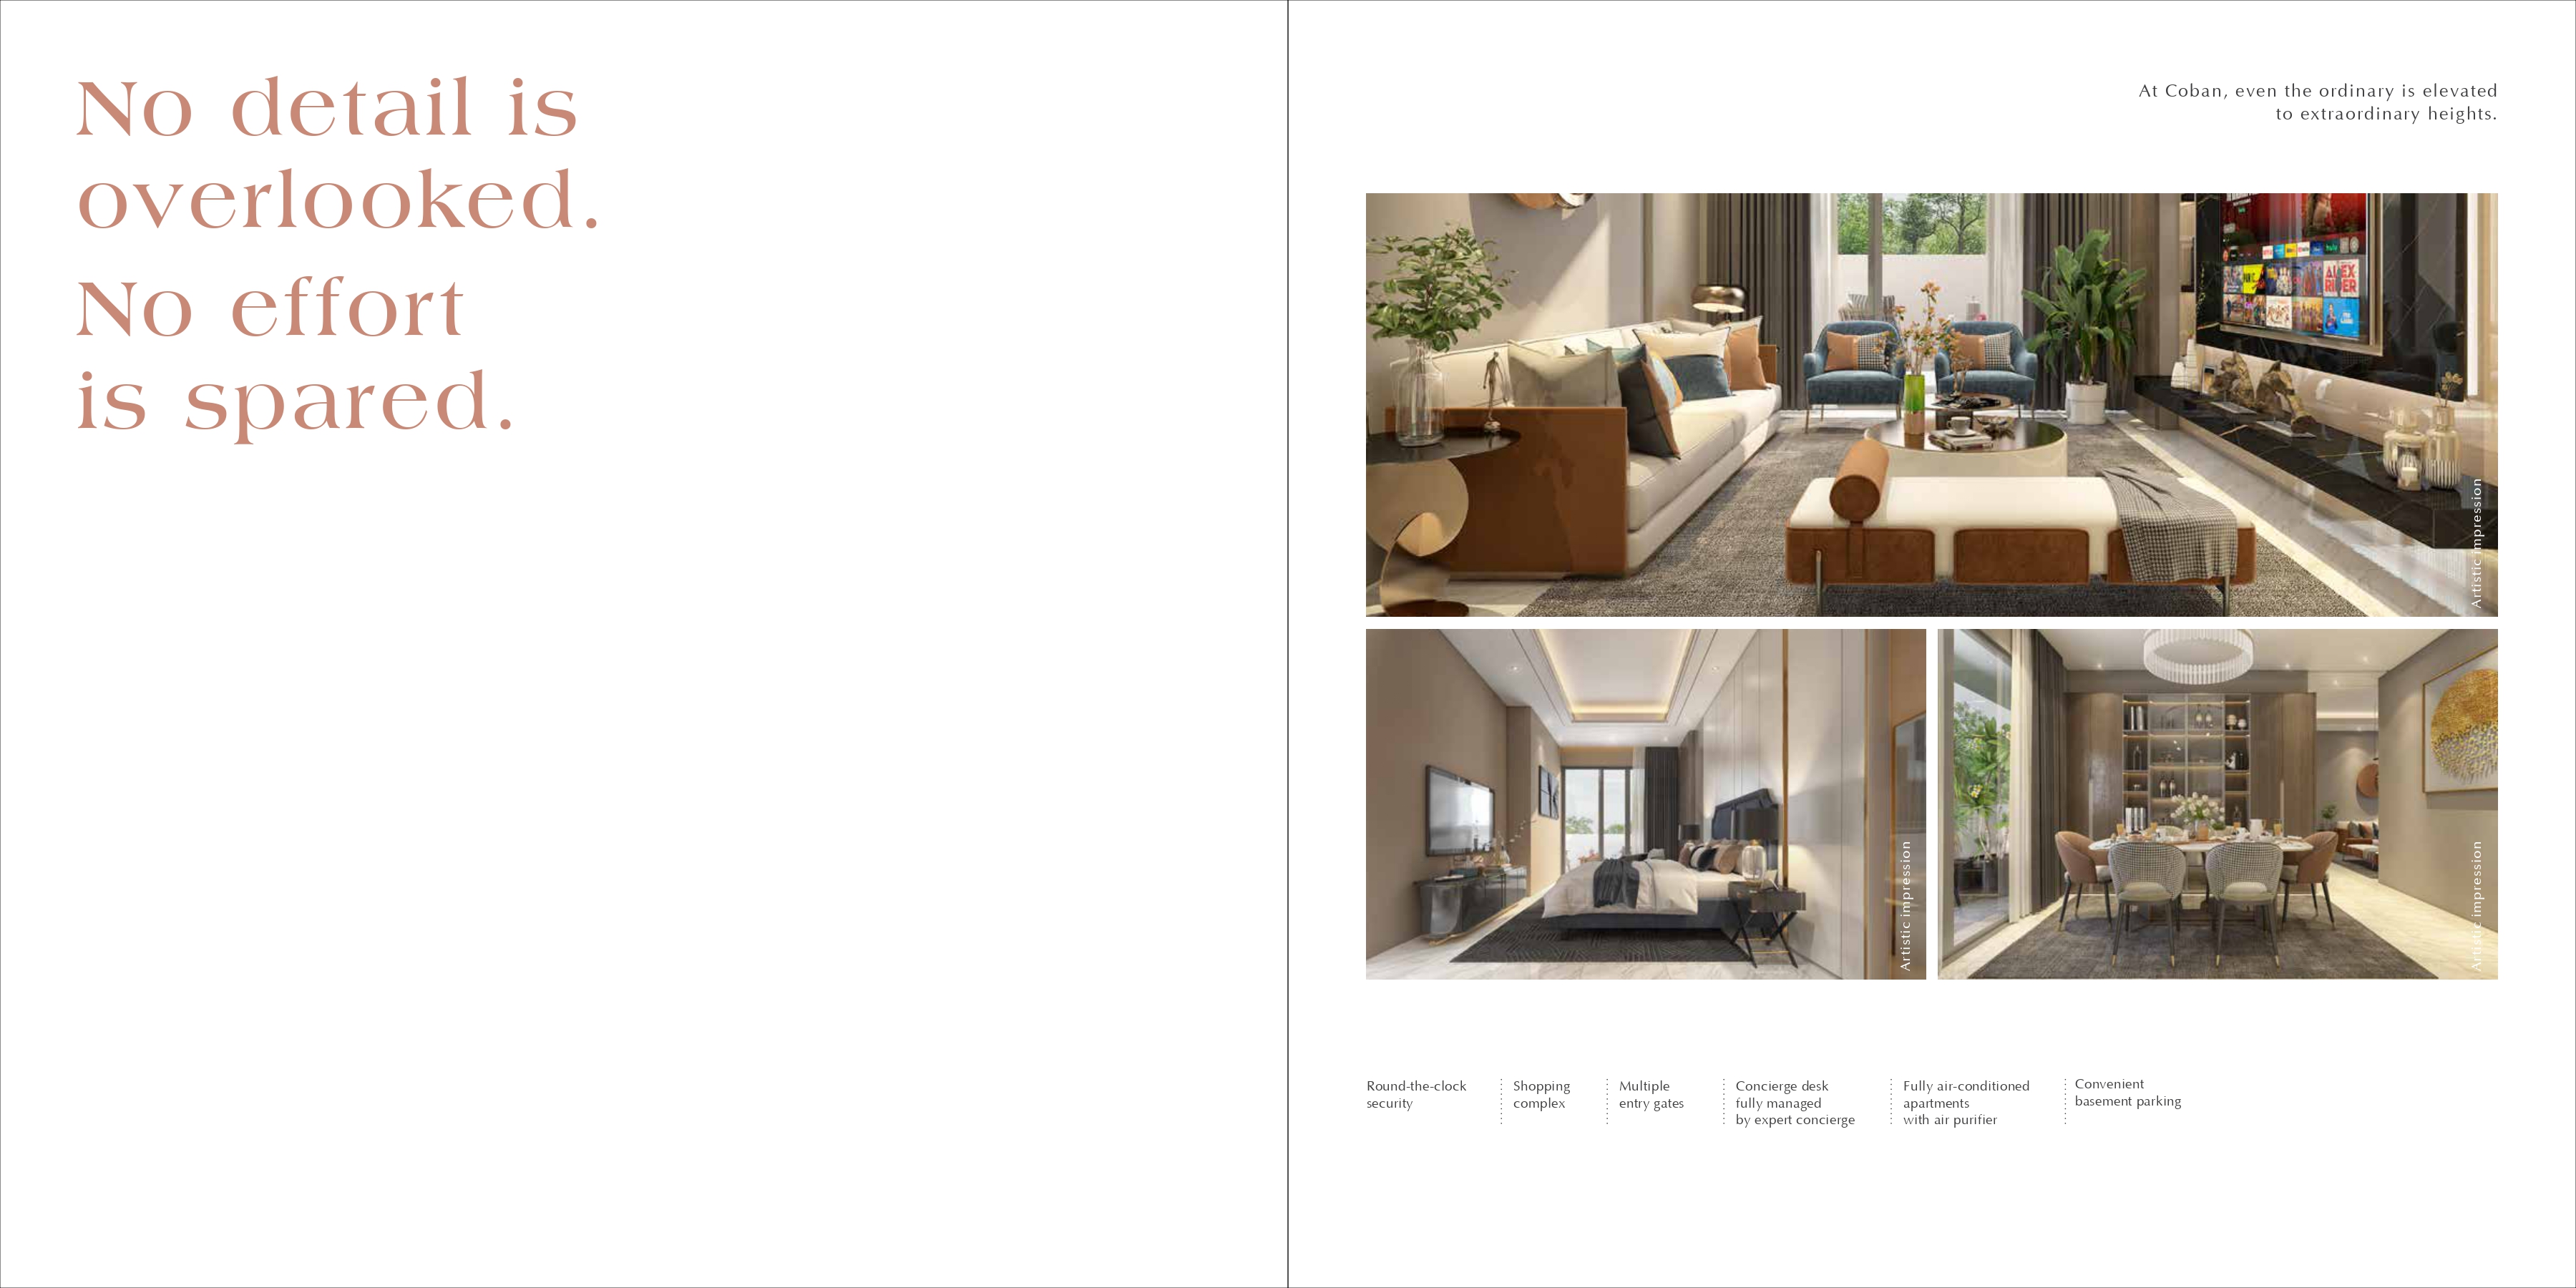 No detail is
overlooked.
No effort
is spared.
At Coban, even the ordinary is elevated
to extraordinary heights.
ALEX
RIDER
Artistic impression
Artistic impression
Artistic impression
Round-the-clock
security
Shopping
complex
Multiple
entry gates
Concierge desk
fully managed
by expert concierge
Fully air-conditioned
apartments
with air purifier
Convenient
basement parking